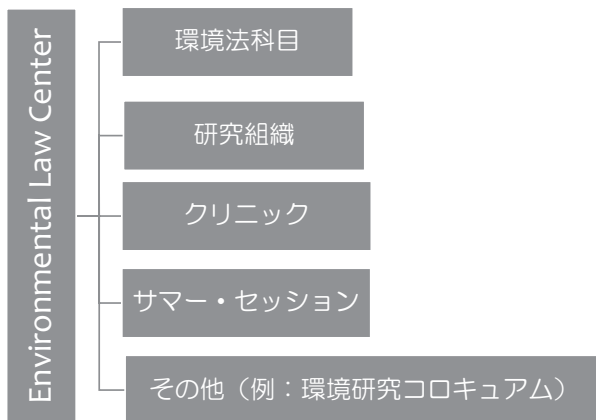 Environmental Law Center
環境法科目
研究組織
クリニック
サマー・セッション
その他（例：環境研究コロキュアム）